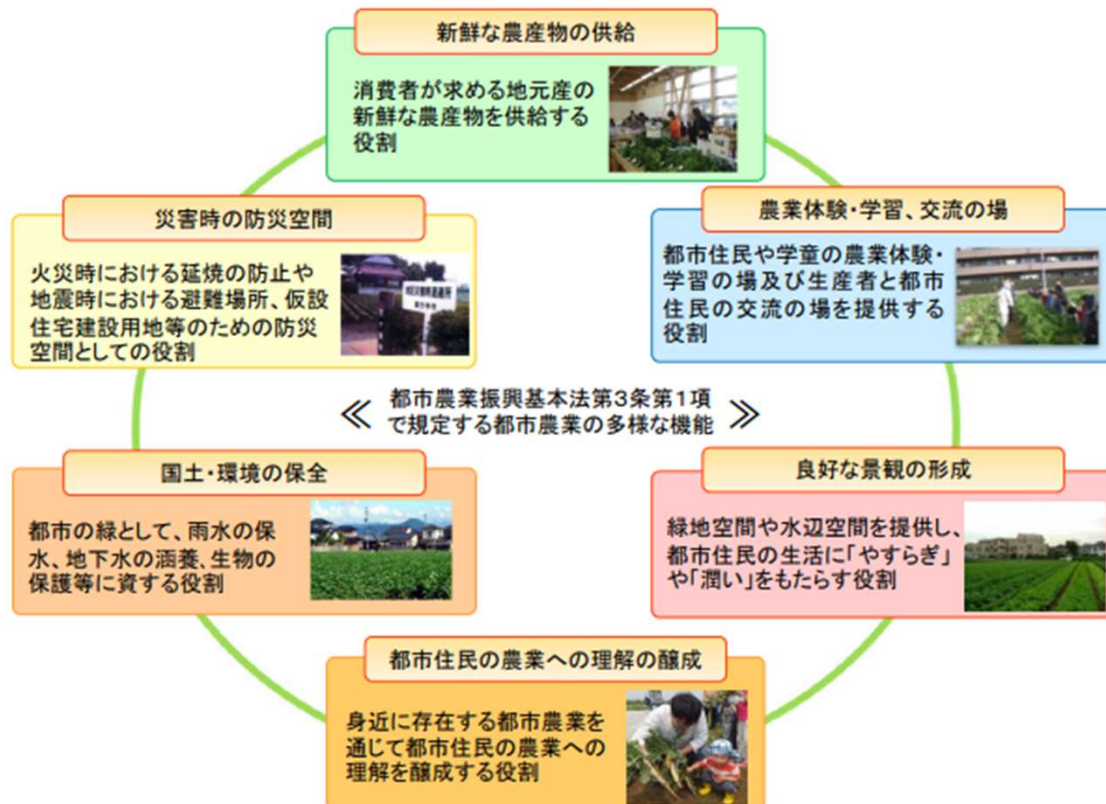 新鮮な農産物の供給
消費者が求める地元産の
新鮮な農産物を供給する
役割
災害時の防災空間
火災時における延焼の防止や
地震時における避難場所、仮設
住宅建設用地等のための防災
空間としての役割
農業体験・学習、交流の場
都市住民や学童の農業体験・
学習の場及び生産者と都市
住民の交流の場を提供する
役割
≪ 都市農業振興基本法第3条第1項
で規定する都市農業の多様な機能 ≫
国土・環境の保全
都市の緑として、雨水の保
水、地下水の涵養、生物の
保護等に資する役割
良好な景観の形成
緑地空間や水辺空間を提供し、
都市住民の生活に「やすらぎ」
や「潤い」をもたらす役割
都市住民の農業への理解の醸成
身近に存在する都市農業を
通じて都市住民の農業への
理解を醸成する役割